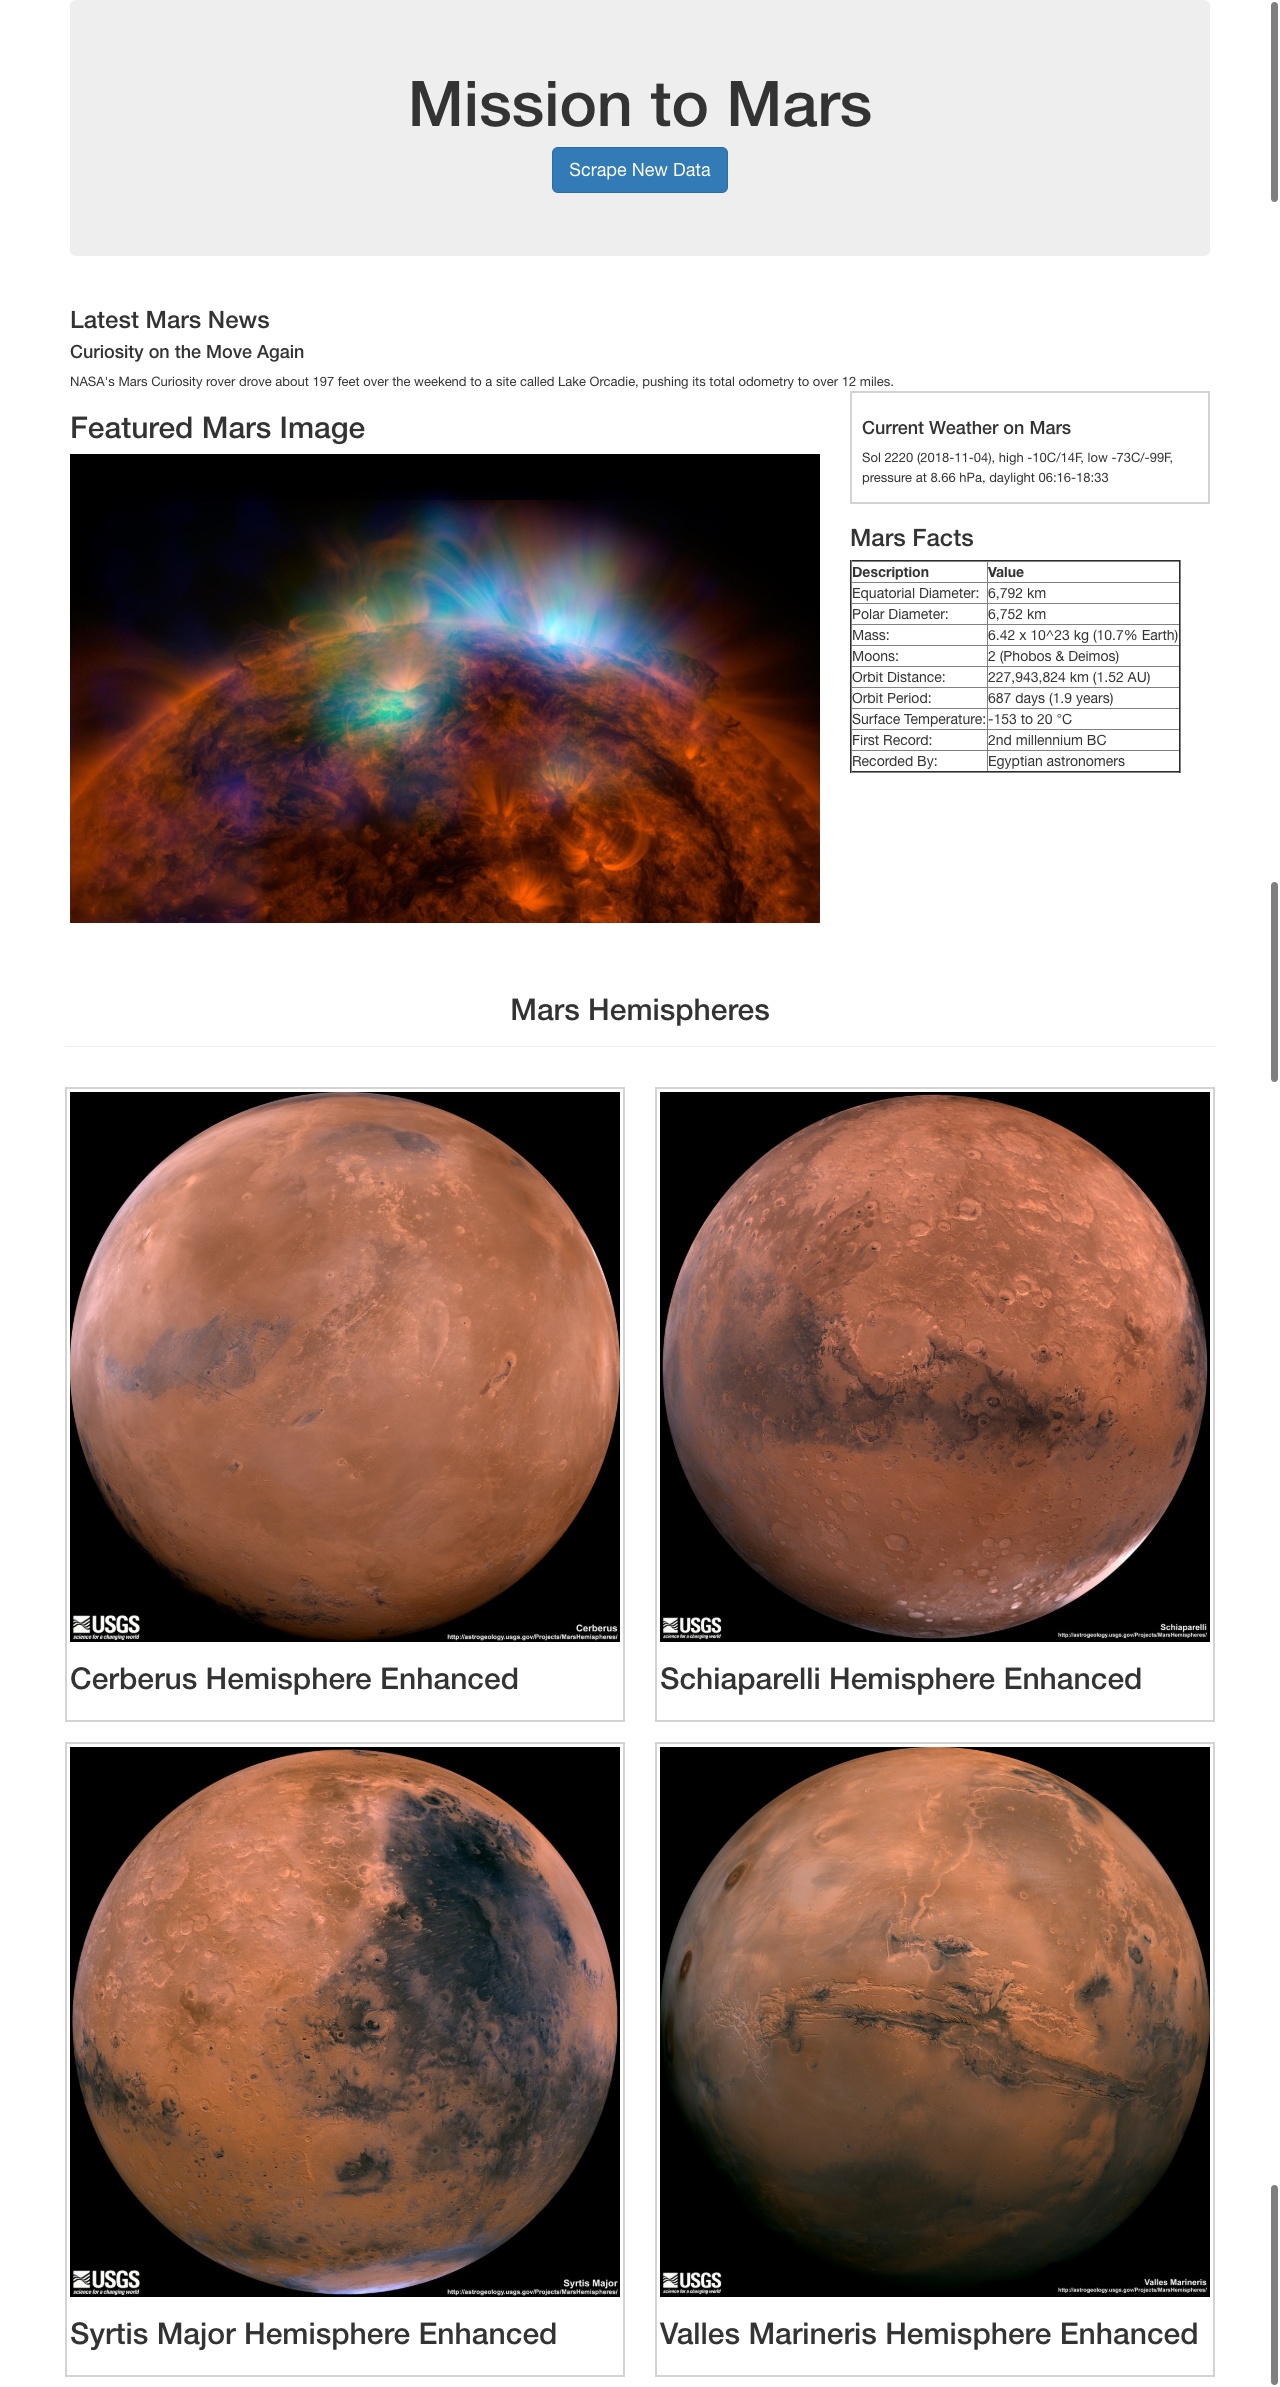 Mission to Mars
Scrape New Data
Latest Mars News
Curiosity on the Move Again
NASA's Mars Curiosity rover drove about 197 feet over the weekend to a site called Lake Orcadie, pushing its total odometry to over 12 miles.
Featured Mars Image
Current Weather on Mars
Sol 2220 (2018-11-04), high -10C/14F, low -73C/-99F,
pressure at 8.66 hPa, daylight 06:16-18:33
Mars Facts
Description Value
Equatorial Diameter: 6,792 km
Polar Diameter: 6,752 km
Mass: 6.42 x 10^23 kg (10.7% Earth)
Moons: 2 (Phobos & Deimos)
Orbit Distance: 227,943,824 km (1.52 AU)
Orbit Period: 687 days (1.9 years)
Surface Temperature: -153 to 20 °C
First Record: 2nd millennium BC
Recorded By: Egyptian astronomers
Mars Hemispheres
USGS
science for a changing world
Cerberus
http://astrogeology.usgs.gov/Projects/MarsHemispheres/
Cerberus Hemisphere Enhanced
USGS
science for a changing world
Schiaparelli
http://astrogeology.usgs.gov/Projects/MarsHemispheres/
Schiaparelli Hemisphere Enhanced
USGS
science for a changing world
Syrtis Major
http://astrogeology.usgs.gov/Projects/MarsHemispheres/
Syrtis Major Hemisphere Enhanced
USGS
science for a changing world
Valles Marineris
http://astrogeology.usgs.gov/Projects/MarsHemispheres/
Valles Marineris Hemisphere Enhanced